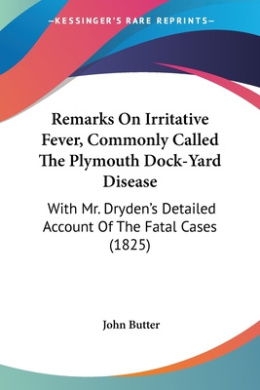 KESSINGER'S RARE REPRINTS
Remarks On Irritative
Fever, Commonly Called
The Plymouth Dock-Yard
Disease
With Mr. Dryden's Detailed
Account Of The Fatal Cases
(1825)
John Butter